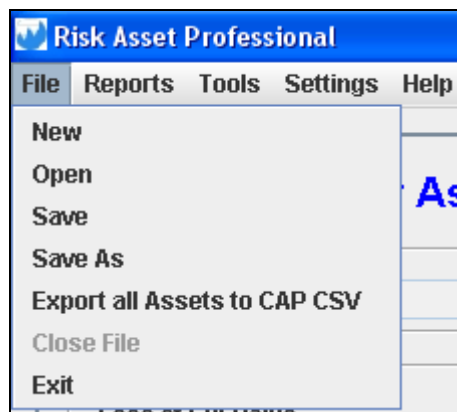 Risk Asset Professional
File Reports Tools Settings Help
New
Open
Save
Save As
Export all Assets to CAP CSV
Close File
Exit